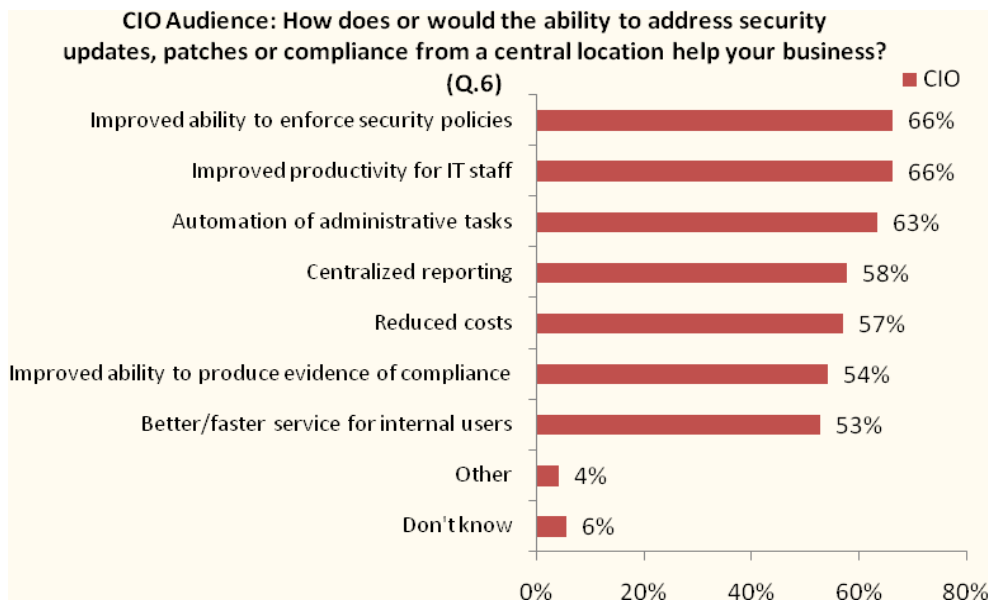 CIO Audience: How does or would the ability to address security
updates, patches or compliance from a central location help your business?
(Q.6)
CIO
Improved ability to enforce security policies 66%
Improved productivity for IT staff 66%
Automation of administrative tasks 63%
Centralized reporting 58%
Reduced costs 57%
Improved ability to produce evidence of compliance 54%
Better/faster service for internal users 53%
Other 4%
Don't know 6%
0% 20% 40% 60% 80%